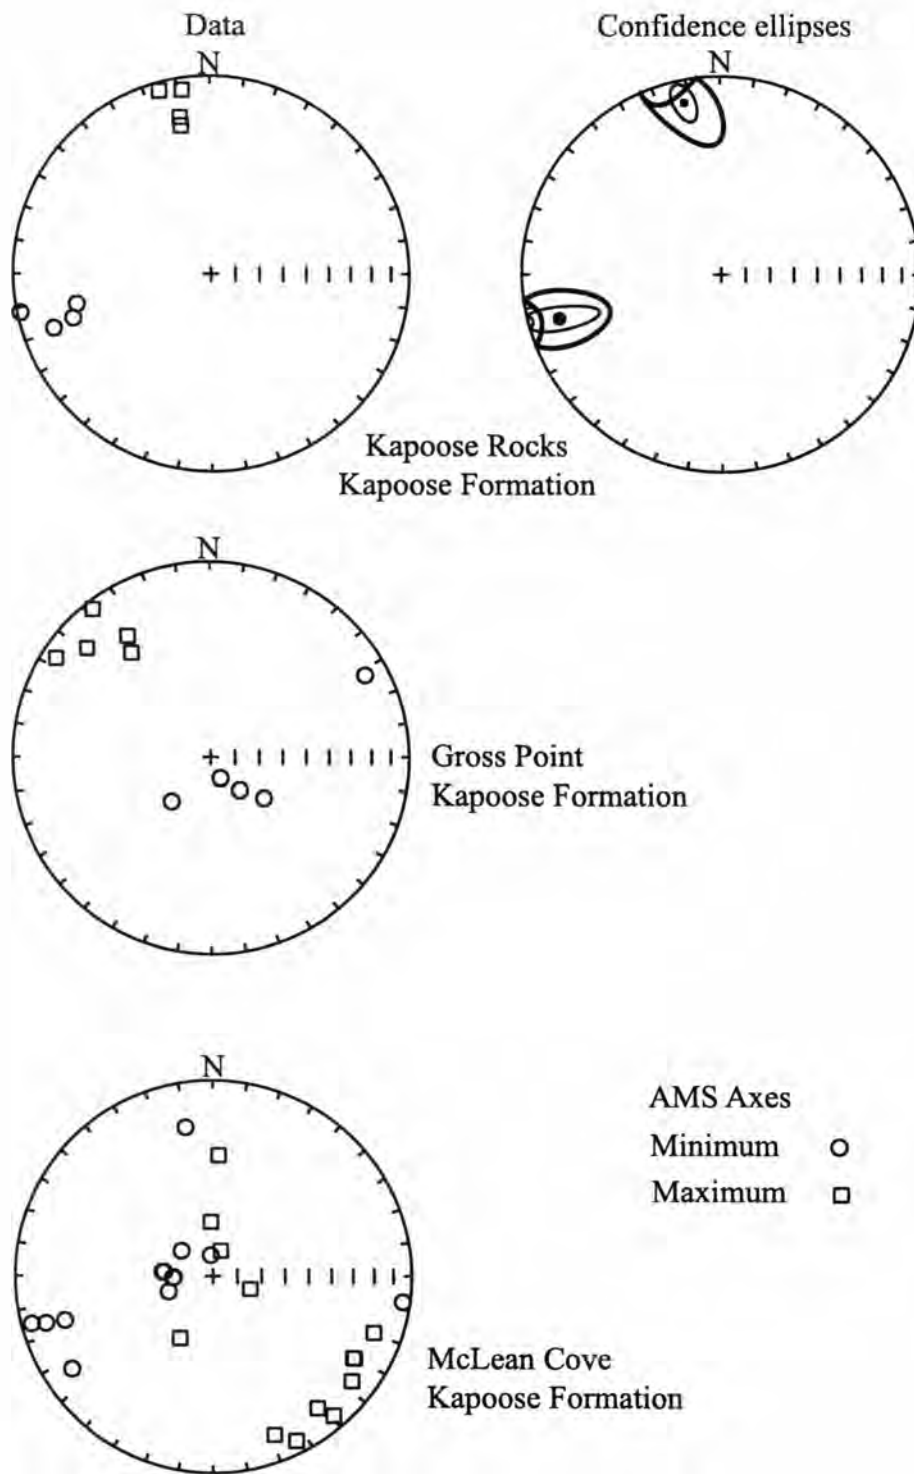 Data
Confidence ellipses
N
N
Kapoose Rocks
Kapoose Formation
N
Gross Point
Kapoose Formation
N
AMS Axes
Minimum
Maximum
McLean Cove
Kapoose Formation